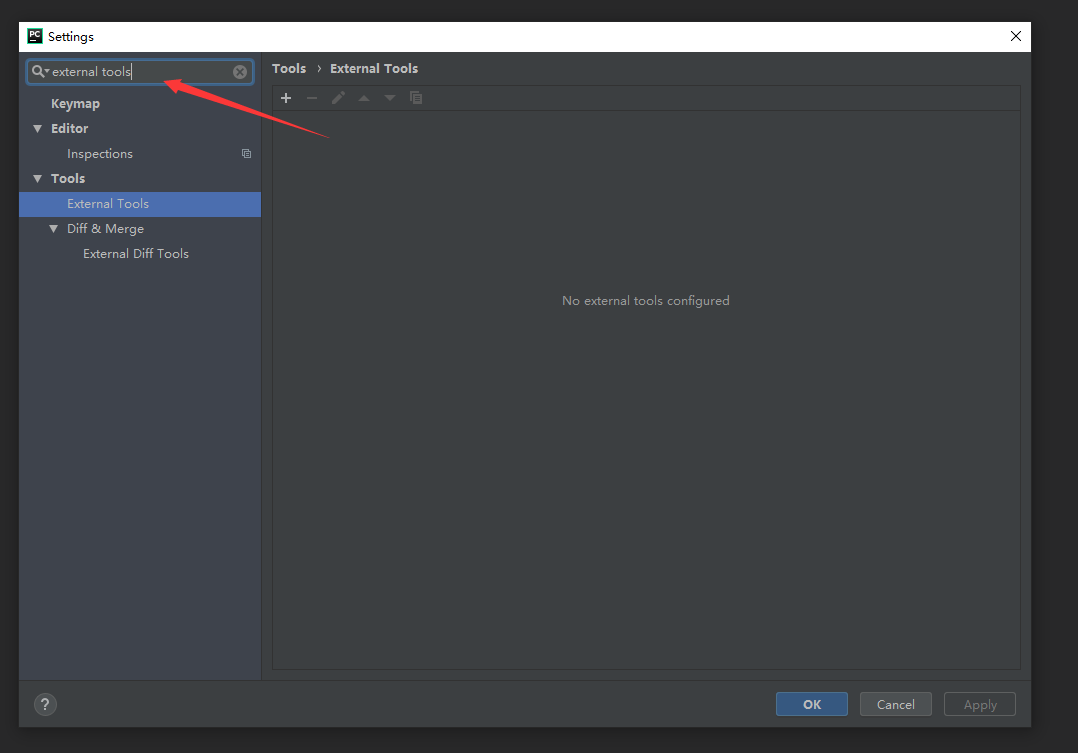 PC Settings
external tools
Tools › External Tools
Keymap
Editor
Inspections
Tools
External Tools
Diff & Merge
External Diff Tools
No external tools configured
?
OK
Cancel
Apply